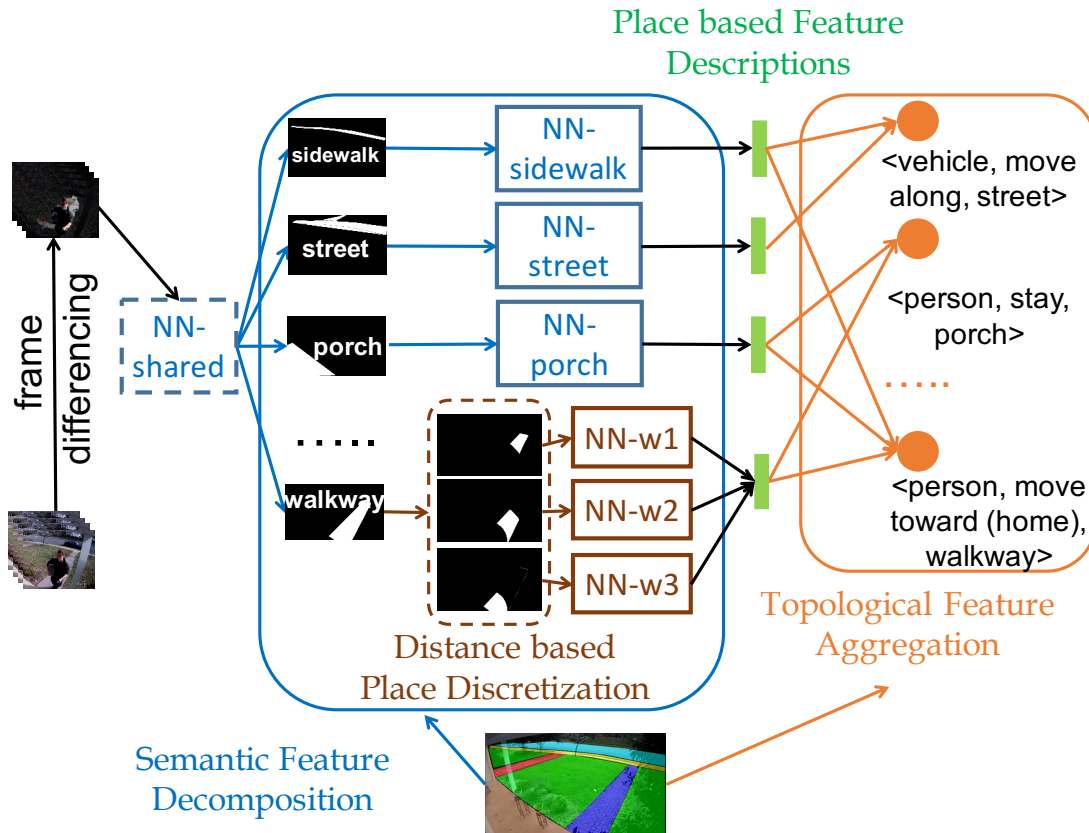 Place based Feature
Descriptions
sidewalk
NN-
sidewalk
<vehicle, move
along, street>
street
NN-
street
frame
differencing
NN-
shared
porch
NN-
porch
<person, stay,
porch>
.....
.....
walkway
NN-w1
NN-w2
NN-w3
<person, move
toward (home),
walkway>
Distance based
Place Discretization
Topological Feature
Aggregation
Semantic Feature
Decomposition